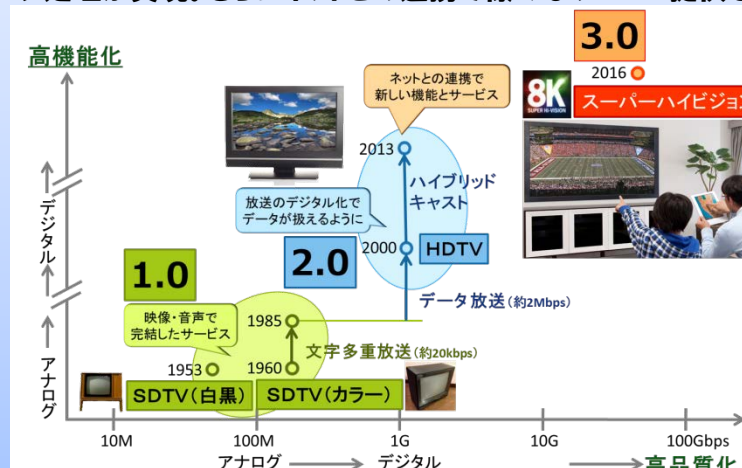 高機能化
3.0
2016
8K
SUPER Hi-VISION
スーパーハイビジョン
ネットとの連携で
新しい機能とサービス
2013
ハイブリッド
キャスト
放送のデジタル化で
データが扱えるように
2.0
2000
HDTV
デジタル
1.0
データ放送(約2Mbps)
映像・音声で
完結したサービス
1985
文字多重放送(約20kbps)
1953
1960
アナログ
SDTV(白黒)
SDTV(カラー)
10M
100M
1G
10G
100Gbps
アナログ
デジタル
高品質化